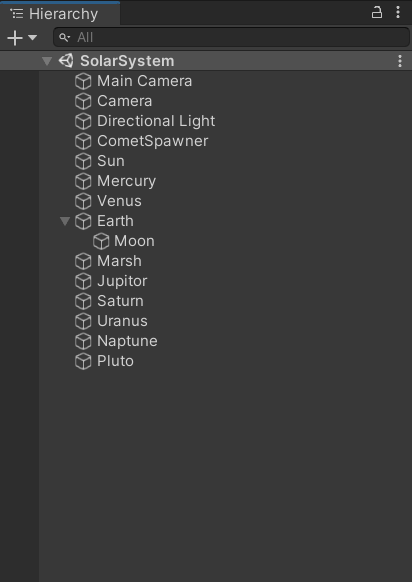 Hierarchy
All
SolarSystem
Main Camera
Camera
Directional Light
CometSpawner
Sun
Mercury
Venus
Earth
Moon
Marsh
Jupitor
Saturn
Uranus
Naptune
Pluto